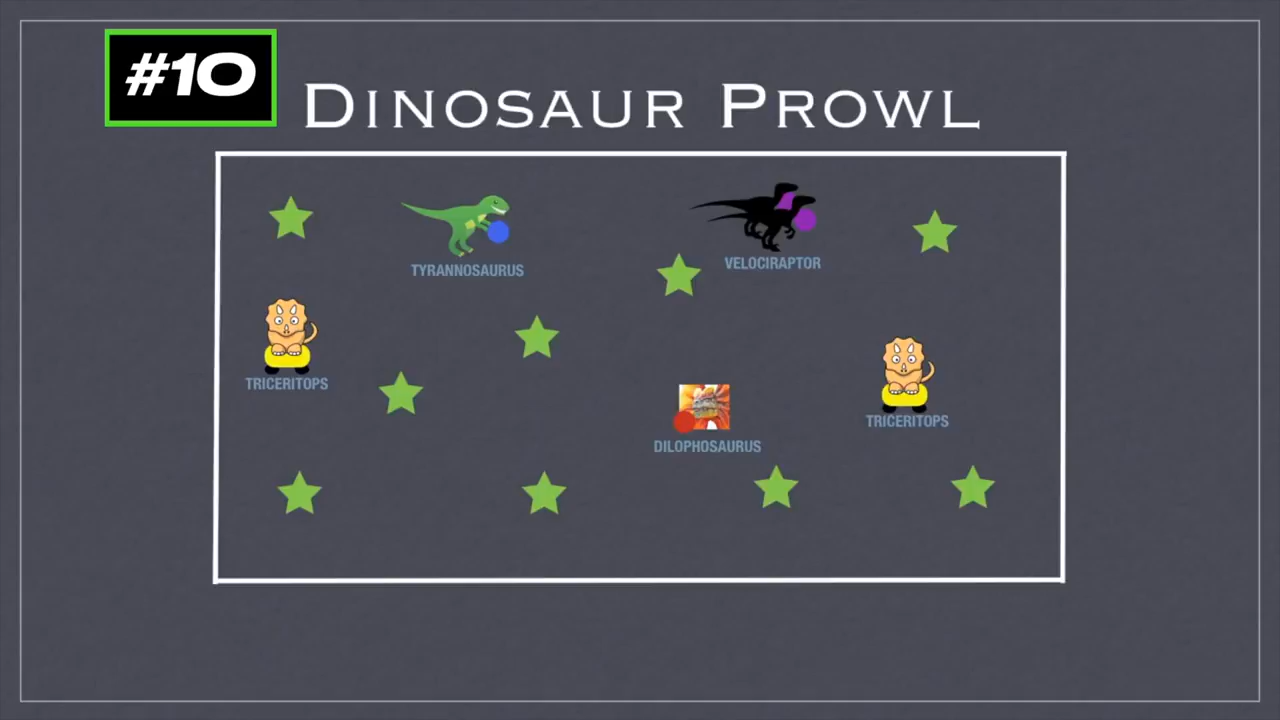 #10
DINOSAUR PROWL
TYRANNOSAURUS
VELOCIRAPTOR
TRICERITOPS
TRICERITOPS
DILOPHOSAURUS